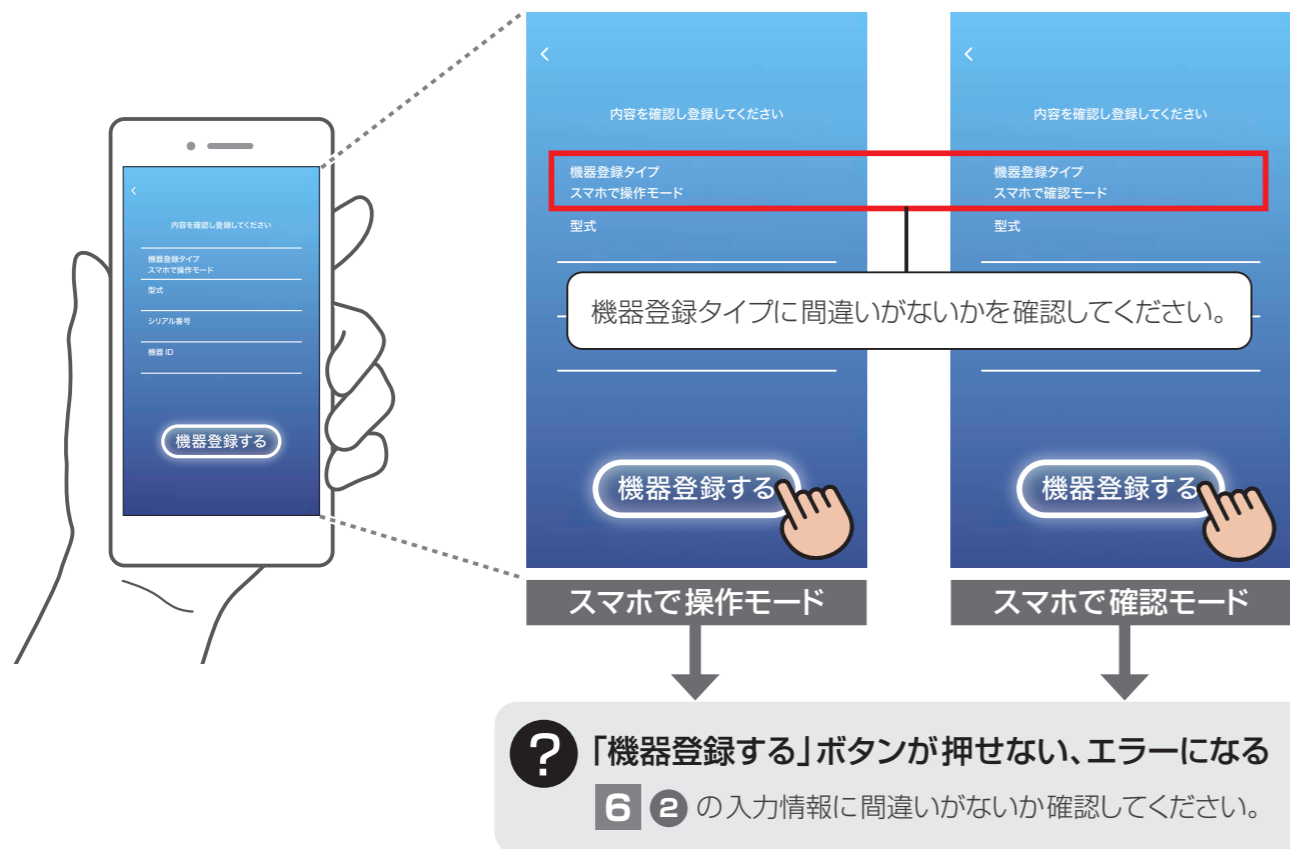 <
内容を確認し登録してください
機器登録タイプ
スマホで操作モード
型式
シリアル番号
機器 ID
機器登録する
<
内容を確認し登録してください
機器登録タイプ
スマホで操作モード
型式
機器登録する
スマホで操作モード
<
内容を確認し登録してください
機器登録タイプ
スマホで確認モード
型式
機器登録する
スマホで確認モード
機器登録タイプに間違いがないかを確認してください。
? 「機器登録する」ボタンが押せない、エラーになる
6 2 の入力情報に間違いがないか確認してください。